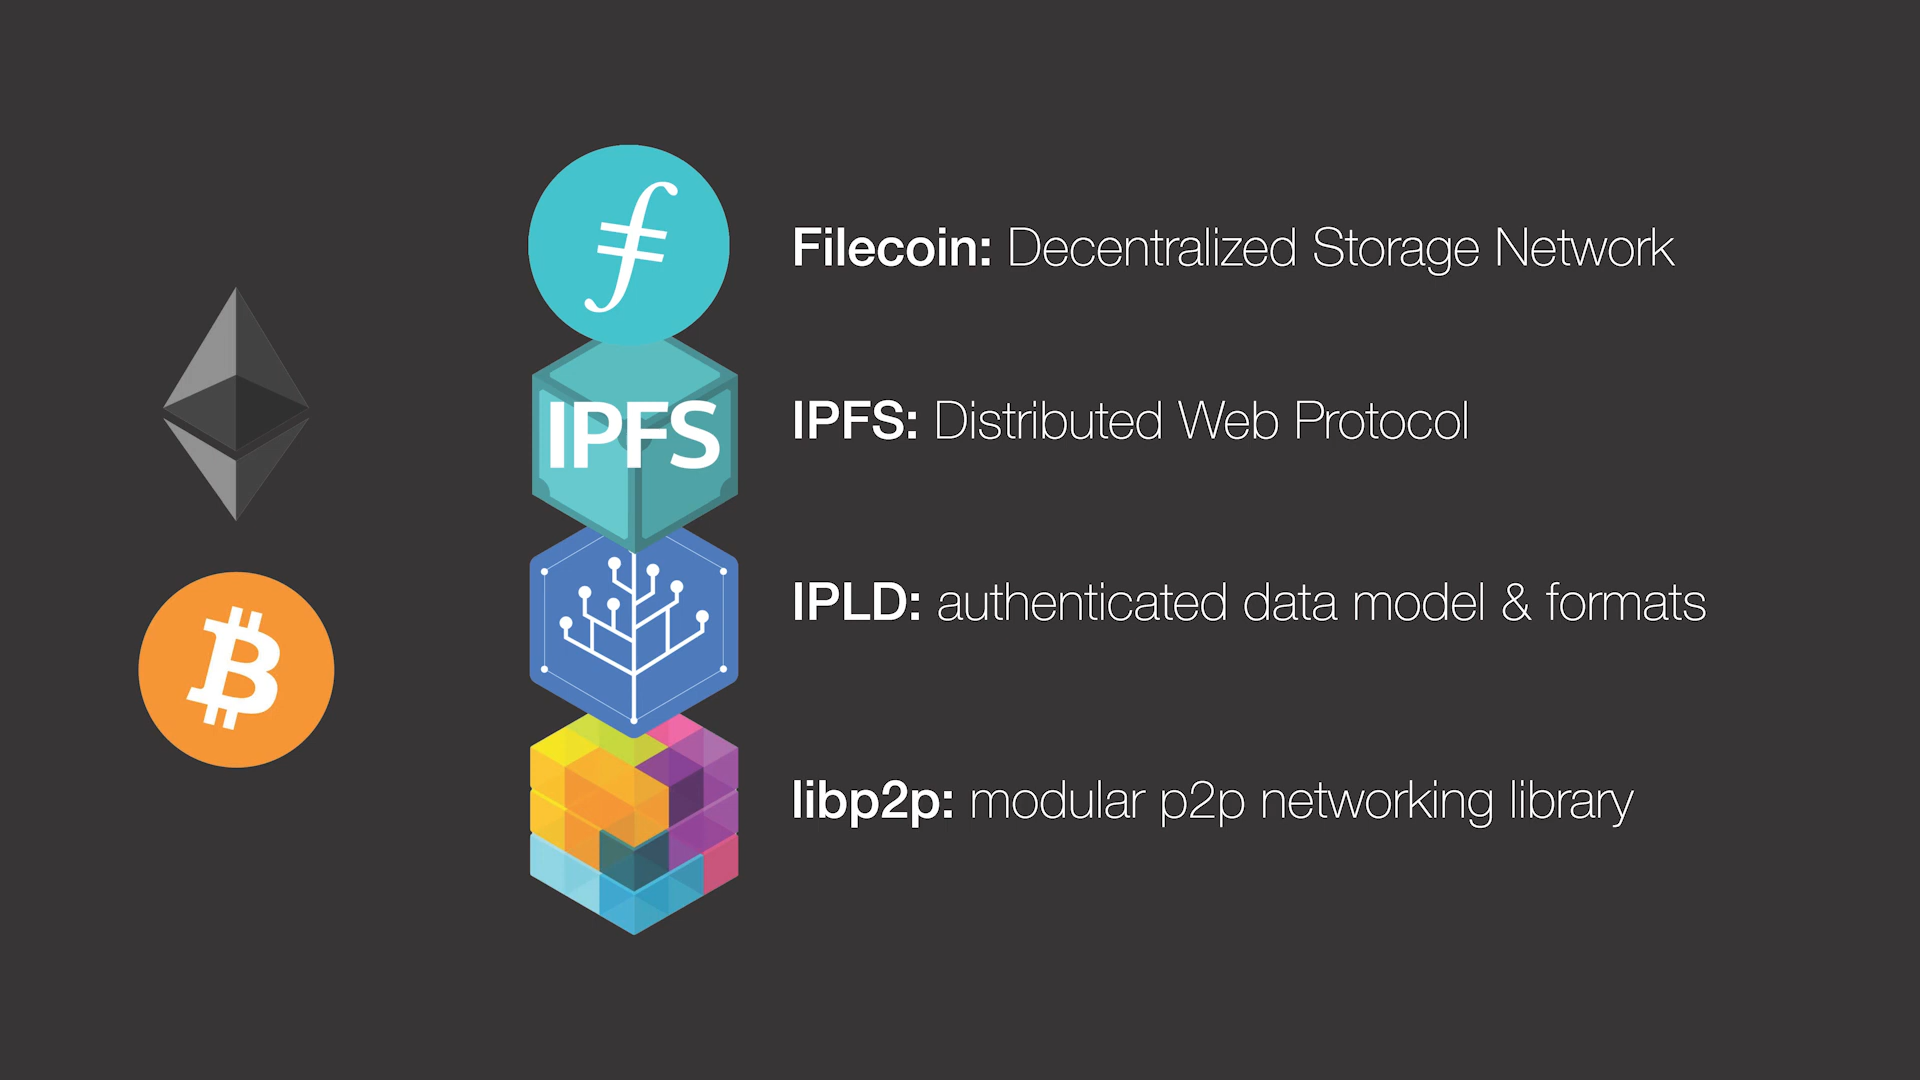 Filecoin: Decentralized Storage Network
IPFS
IPFS: Distributed Web Protocol
IPLD: authenticated data model & formats
libp2p: modular p2p networking library